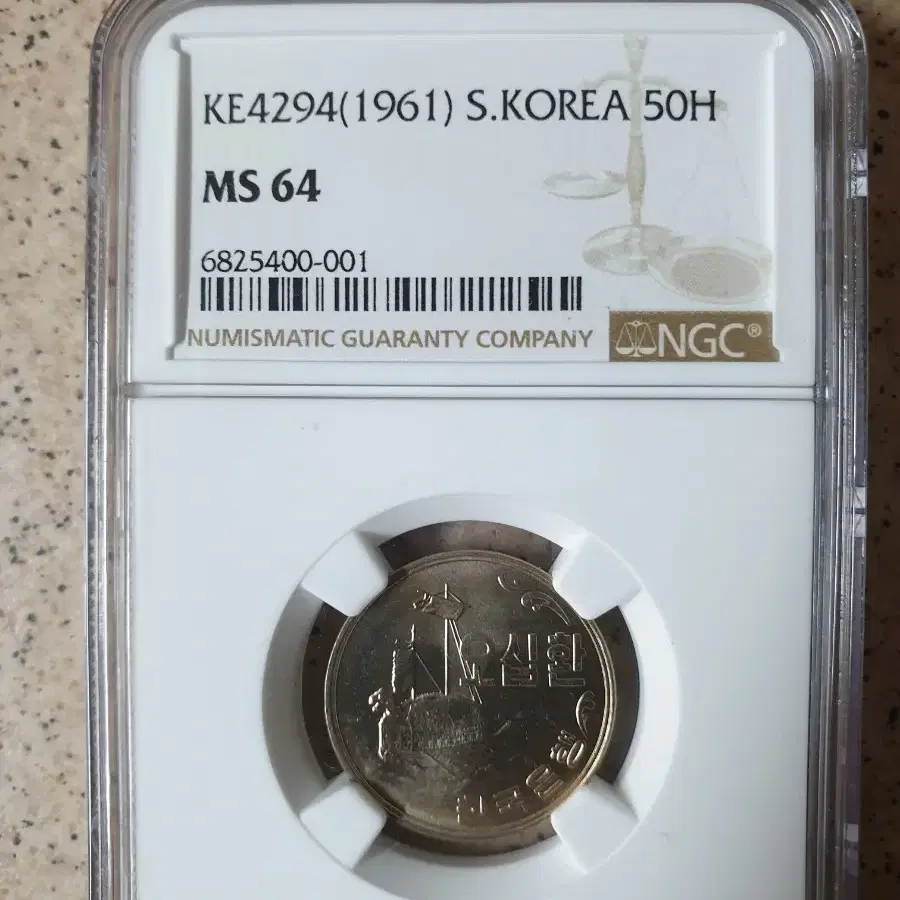 KE4294(1961) S.KOREA 50H
MS 64
6825400-001
NUMISMATIC GUARANTY COMPANY
NGC®
오십환
한국은행